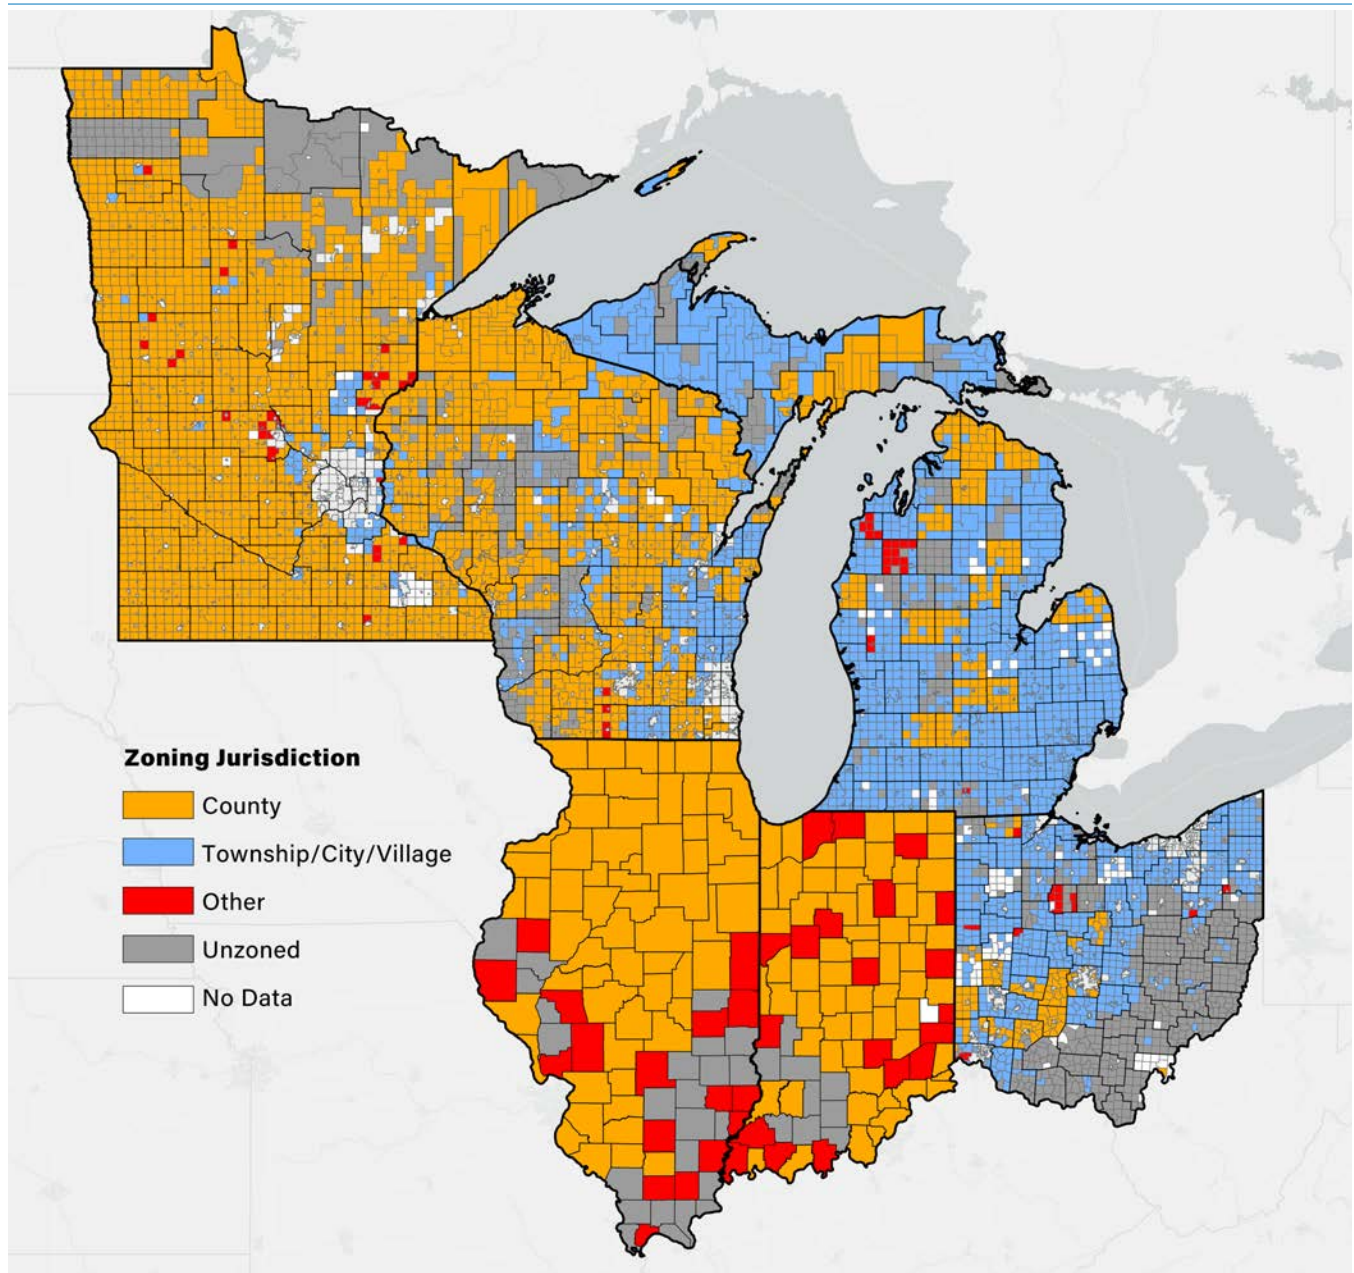 Zoning Jurisdiction
County
Township/City/Village
Other
Unzoned
No Data